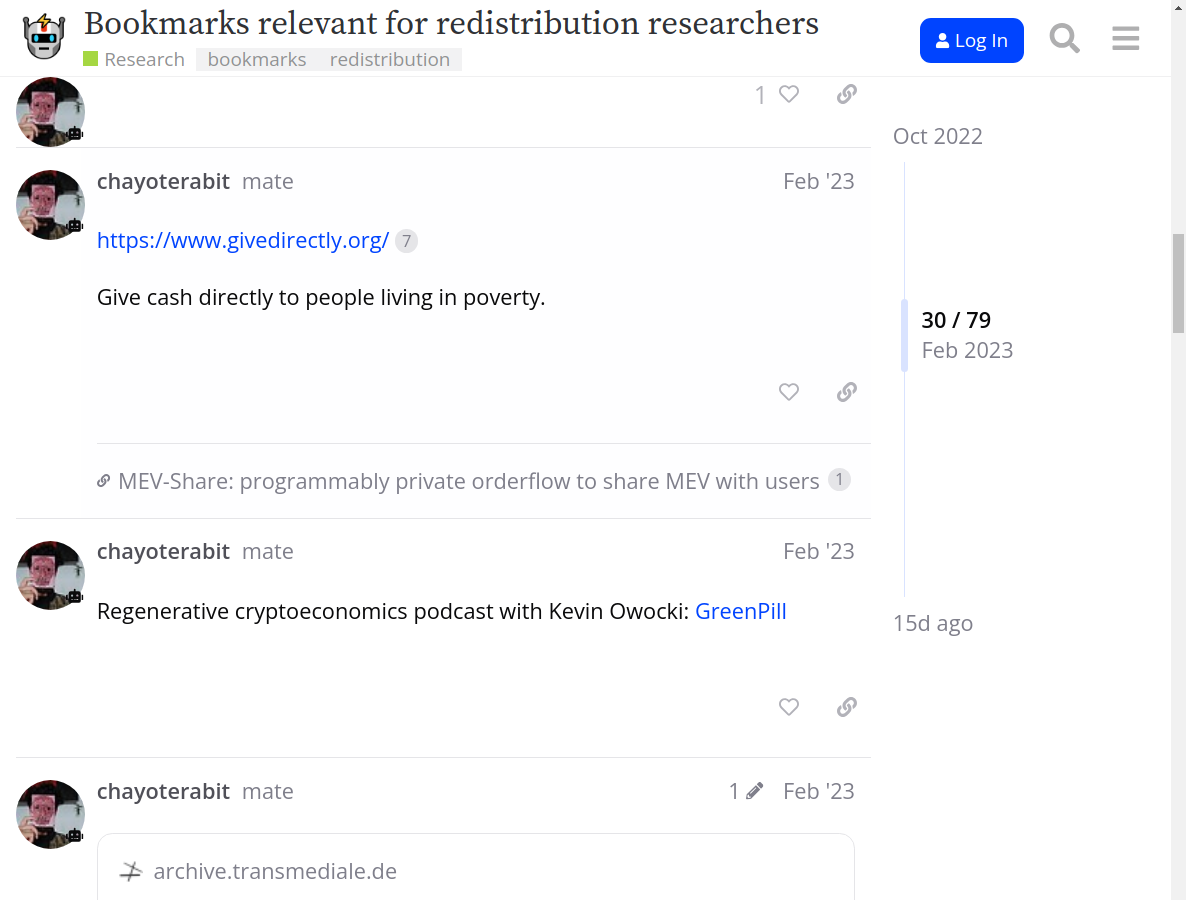 Bookmarks relevant for redistribution researchers
Research bookmarks redistribution
Log In
1
Oct 2022
chayoterabit mate Feb '23
https://www.givedirectly.org/ 7
Give cash directly to people living in poverty.
30 / 79
Feb 2023
MEV-Share: programmably private orderflow to share MEV with users 1
chayoterabit mate Feb '23
Regenerative cryptoeconomics podcast with Kevin Owocki: GreenPill
15d ago
chayoterabit mate 1 Feb '23
archive.transmediale.de